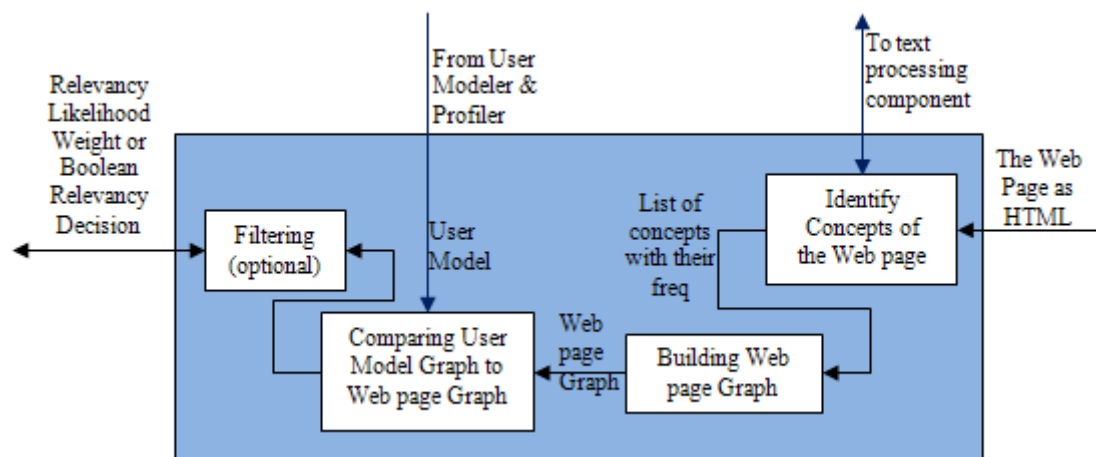 Relevancy
Likelihood
Weight or
Boolean
Relevancy
Decision
From User
Modeler &
Profiler
To text
processing
component
The Web
Page as
HTML
Identify
Concepts of
the Web page
List of
concepts
with their
freq
Filtering
(optional)
User
Model
Comparing User
Model Graph to
Web page Graph
Web
page
Graph
Building Web
page Graph